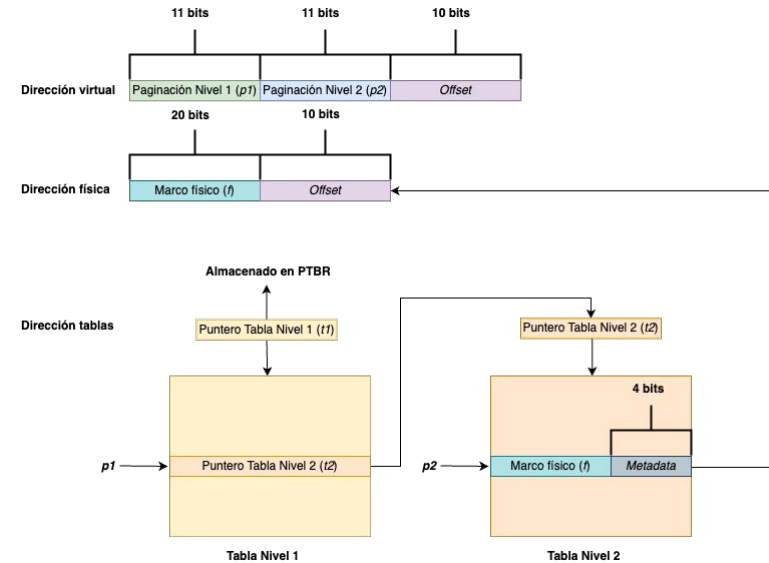 11 bits
11 bits
10 bits
Dirección virtual
Paginación Nivel 1 (p1)
Paginación Nivel 2 (p2)
Offset
20 bits
10 bits
Dirección física
Marco físico (f)
Offset
Almacenado en PTBR
Dirección tablas
Puntero Tabla Nivel 1 (t1)
Puntero Tabla Nivel 2 (t2)
4 bits
p1
Puntero Tabla Nivel 2 (t2)
p2
Marco físico (f)
Metadata
Tabla Nivel 1
Tabla Nivel 2